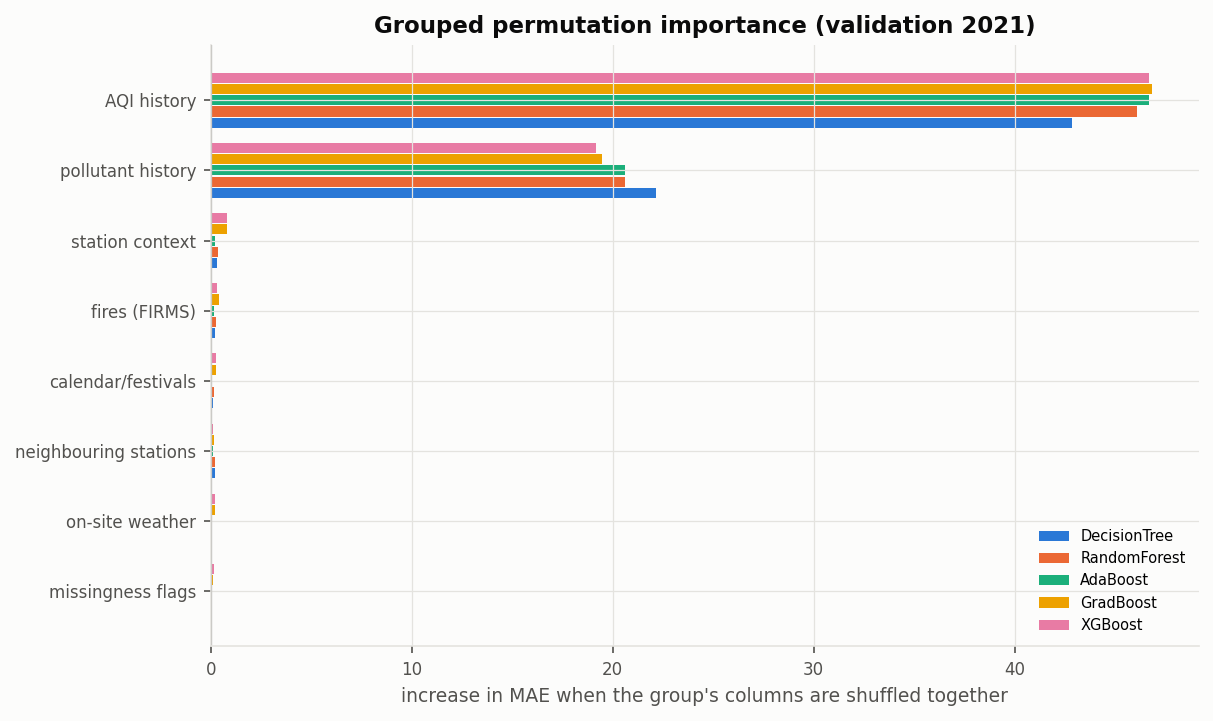 Grouped permutation importance (validation 2021)
AQI history
pollutant history
station context
fires (FIRMS)
calendar/festivals
neighbouring stations
on-site weather
missingness flags
DecisionTree
RandomForest
AdaBoost
GradBoost
XGBoost
0 10 20 30 40
increase in MAE when the group's columns are shuffled together